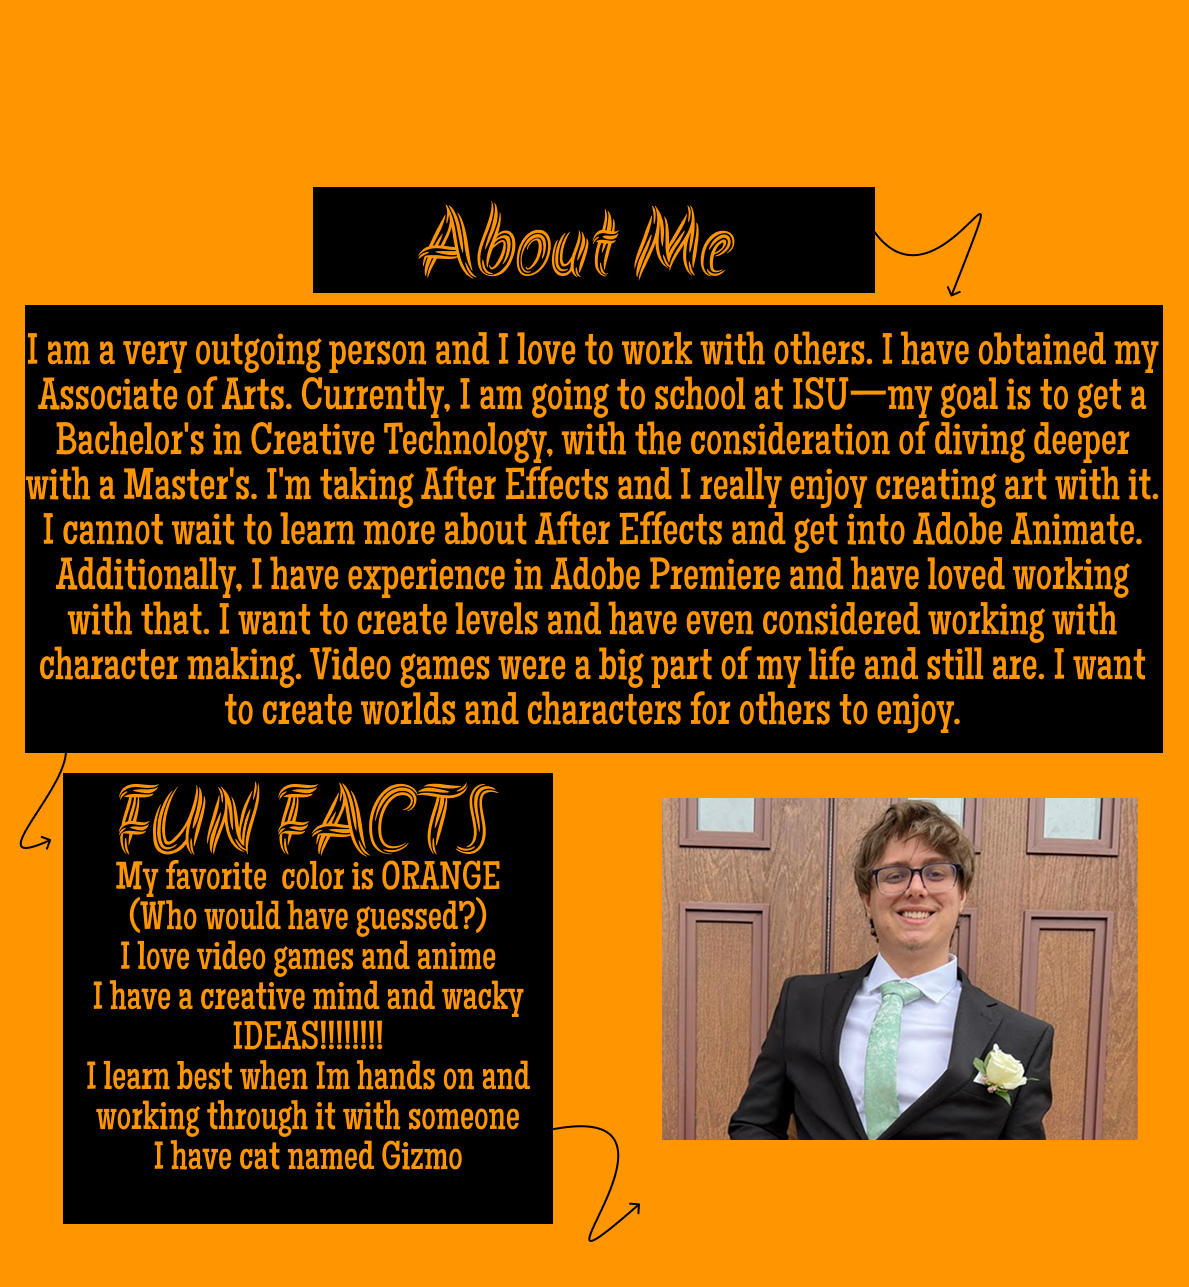 About Me
I am a very outgoing person and I love to work with others. I have obtained my
Associate of Arts. Currently, I am going to school at ISU—my goal is to get a
Bachelor's in Creative Technology, with the consideration of diving deeper
with a Master's. I'm taking After Effects and I really enjoy creating art with it.
I cannot wait to learn more about After Effects and get into Adobe Animate.
Additionally, I have experience in Adobe Premiere and have loved working
with that. I want to create levels and have even considered working with
character making. Video games were a big part of my life and still are. I want
to create worlds and characters for others to enjoy.
FUN FACTS
My favorite  color is ORANGE
(Who would have guessed?)
I love video games and anime
I have a creative mind and wacky
IDEAS!!!!!!!!
I learn best when Im hands on and
working through it with someone
I have cat named Gizmo